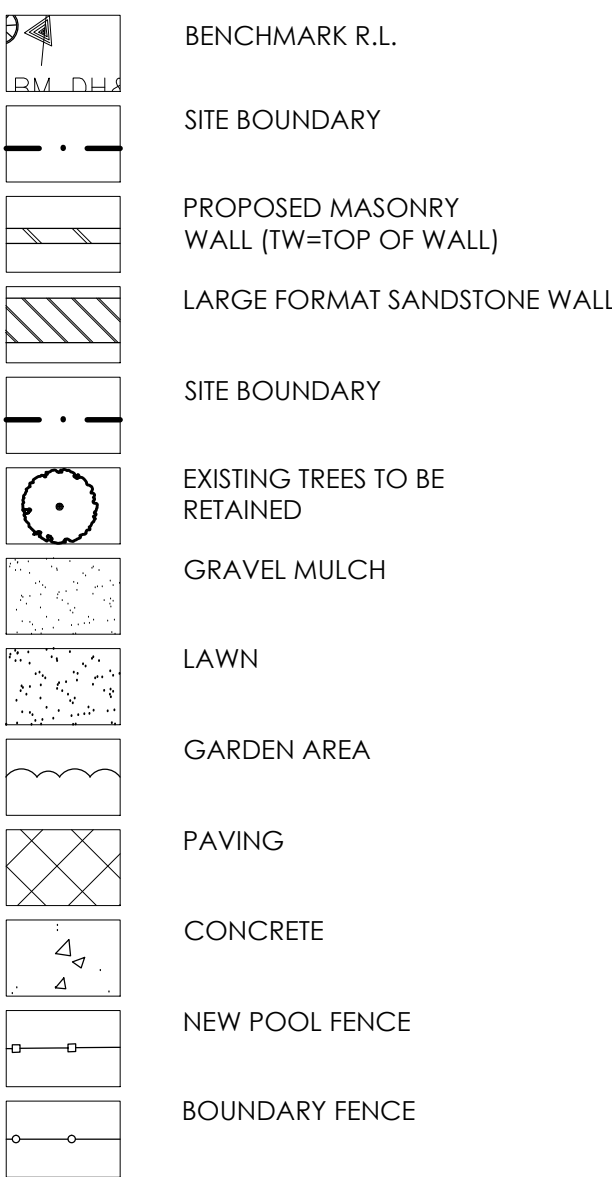 BENCHMARK R.L.
BM DH&
SITE BOUNDARY
PROPOSED MASONRY
WALL (TW=TOP OF WALL)
LARGE FORMAT SANDSTONE WALL
SITE BOUNDARY
EXISTING TREES TO BE
RETAINED
GRAVEL MULCH
LAWN
GARDEN AREA
PAVING
CONCRETE
NEW POOL FENCE
BOUNDARY FENCE